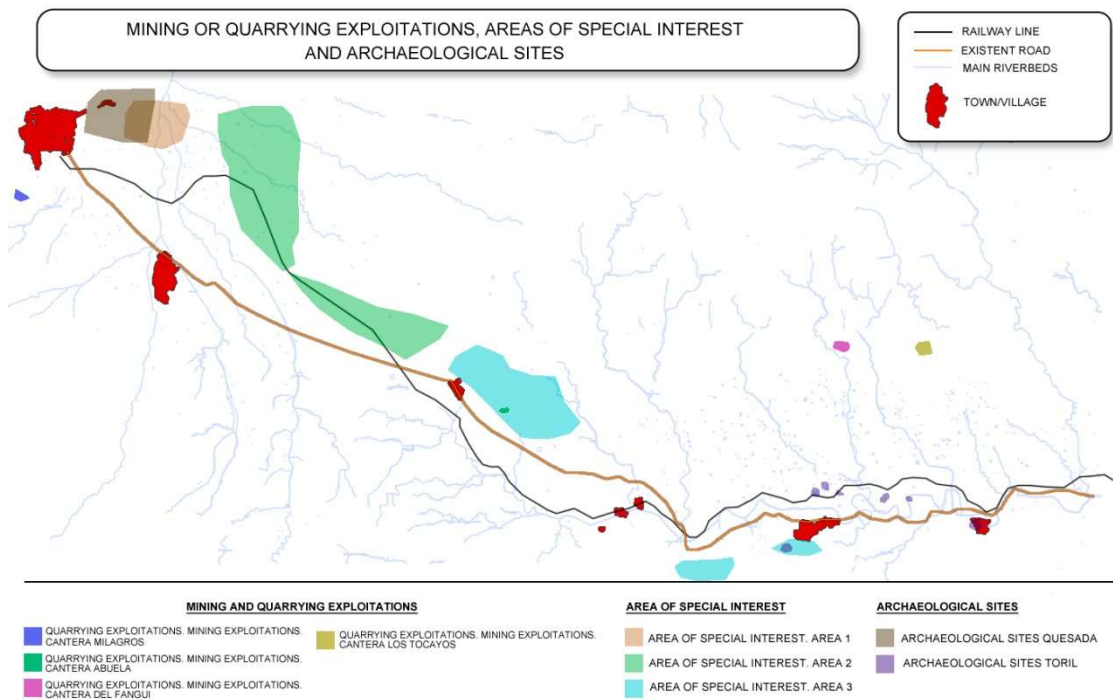 MINING OR QUARRYING EXPLOITATIONS, AREAS OF SPECIAL INTEREST
AND ARCHAEOLOGICAL SITES
RAILWAY LINE
EXISTENT ROAD
MAIN RIVERBEDS
TOWN/VILLAGE
MINING AND QUARRYING EXPLOITATIONS
QUARRYING EXPLOITATIONS. MINING EXPLOITATIONS.
CANTERA MILAGROS
QUARRYING EXPLOITATIONS. MINING EXPLOITATIONS.
CANTERA ABUELA
QUARRYING EXPLOITATIONS. MINING EXPLOITATIONS.
CANTERA DEL FANGUI
QUARRYING EXPLOITATIONS. MINING EXPLOITATIONS.
CANTERA LOS TOCAYOS
AREA OF SPECIAL INTEREST
AREA OF SPECIAL INTEREST. AREA 1
AREA OF SPECIAL INTEREST. AREA 2
AREA OF SPECIAL INTEREST. AREA 3
ARCHAEOLOGICAL SITES
ARCHAEOLOGICAL SITES QUESADA
ARCHAEOLOGICAL SITES TORIL